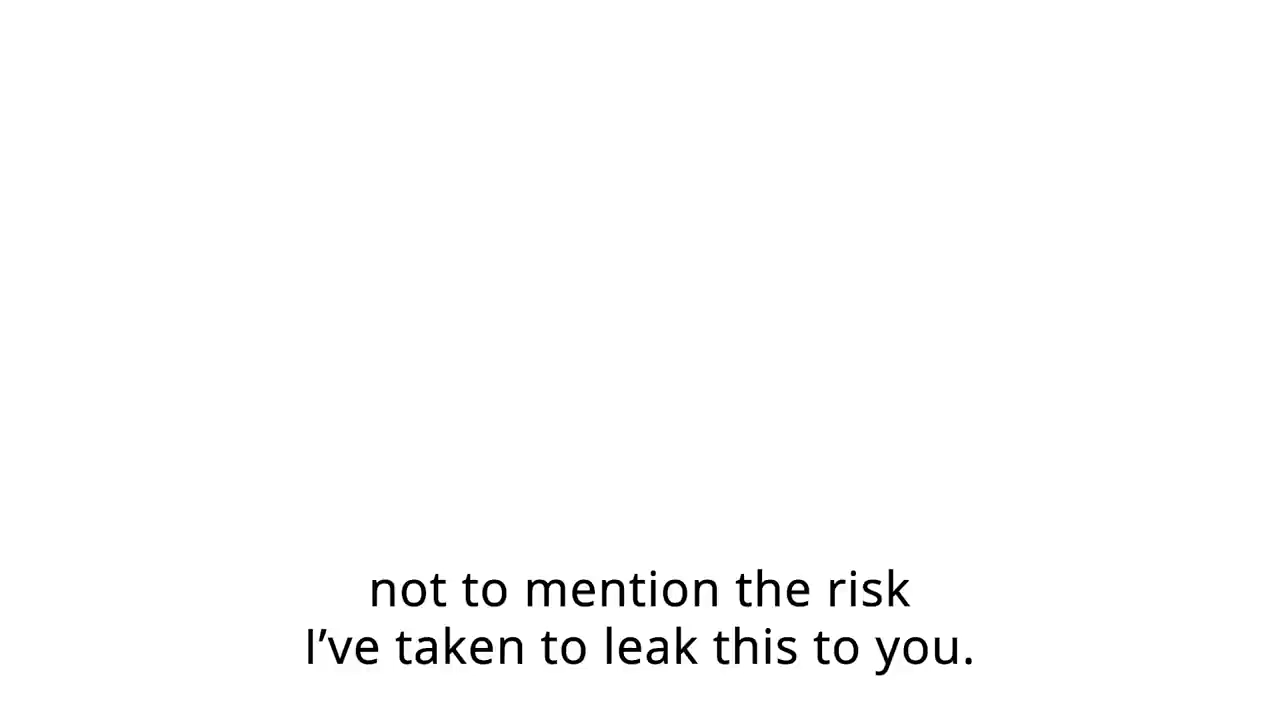 not to mention the risk
I’ve taken to leak this to you.